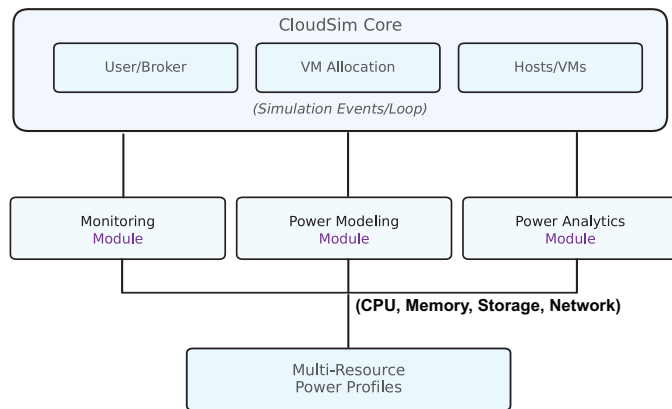 CloudSim Core
User/Broker
VM Allocation
Hosts/VMs
(Simulation Events/Loop)
Monitoring
Module
Power Modeling
Module
Power Analytics
Module
(CPU, Memory, Storage, Network)
Multi-Resource
Power Profiles